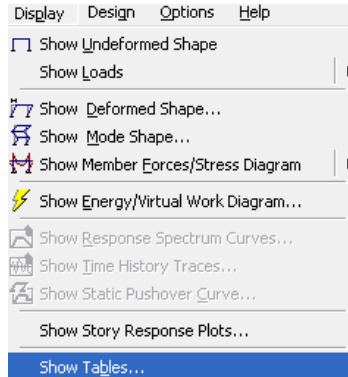 Display Design Options Help
Show Undeformed Shape
Show Loads
Show Deformed Shape...
Show Mode Shape...
Show Member Forces/Stress Diagram
Show Energy/Virtual Work Diagram...
Show Response Spectrum Curves...
Show Time History Traces...
Show Static Pushover Curve...
Show Story Response Plots...
Show Tables...